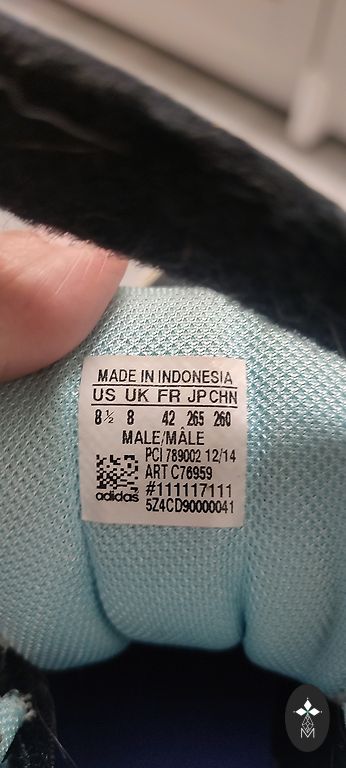 MADE IN INDONESIA
US UK FR JP CHN
8½ 8 42 265 260
MALE/MÂLE
PCI 789002 12/14
ART C76959
adidas #111117111
5Z4CD90000041
M